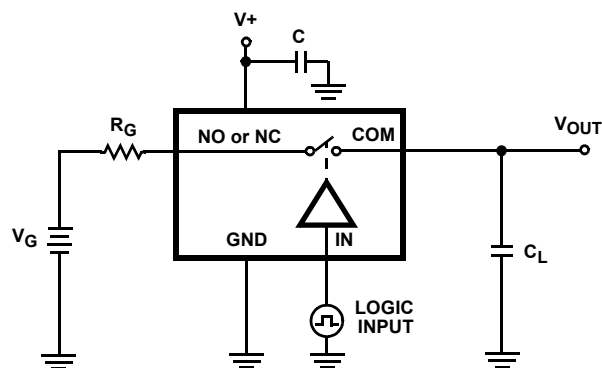 V+
C
RG
NO or NC
COM
VOUT
VG
GND
IN
CL
LOGIC
INPUT